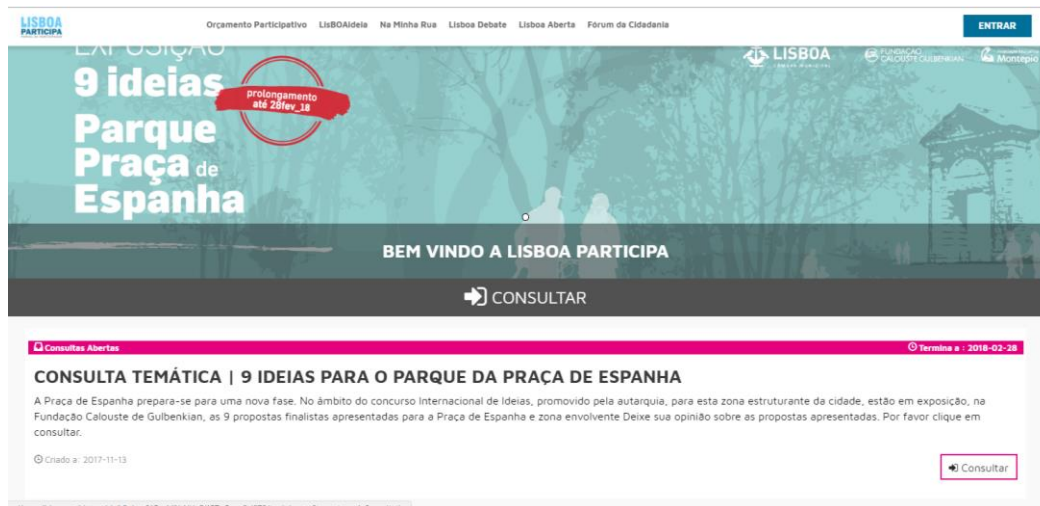 LISBOA
PARTICIPA
Orçamento Participativo LisBOAideia Na Minha Rua Lisboa Debate Lisboa Aberta Fórum da Cidadania
ENTRAR
EXPOSIÇÃO
9 ideias
prolongamento
até 28fev_18
Parque
Praça de
Espanha
LISBOA
CÂMARA MUNICIPAL
FUNDAÇÃO
CALOUSTE GULBENKIAN
Montepio
BEM VINDO A LISBOA PARTICIPA
CONSULTAR
Consultas Abertas
Termina a : 2018-02-28
CONSULTA TEMÁTICA | 9 IDEIAS PARA O PARQUE DA PRAÇA DE ESPANHA
A Praça de Espanha prepara-se para uma nova fase. No âmbito do concurso Internacional de Ideias, promovido pela autarquia, para esta zona estruturante da cidade, estão em exposição, na
Fundação Calouste de Gulbenkian, as 9 propostas finalistas apresentadas para a Praça de Espanha e zona envolvente Deixe sua opinião sobre as propostas apresentadas. Por favor clique em
consultar.
Criado a: 2017-11-13
Consultar